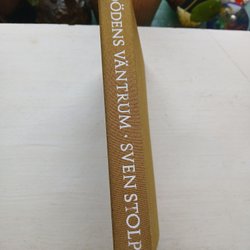 ÖDENS VÄNTRUM · SVEN STOLP